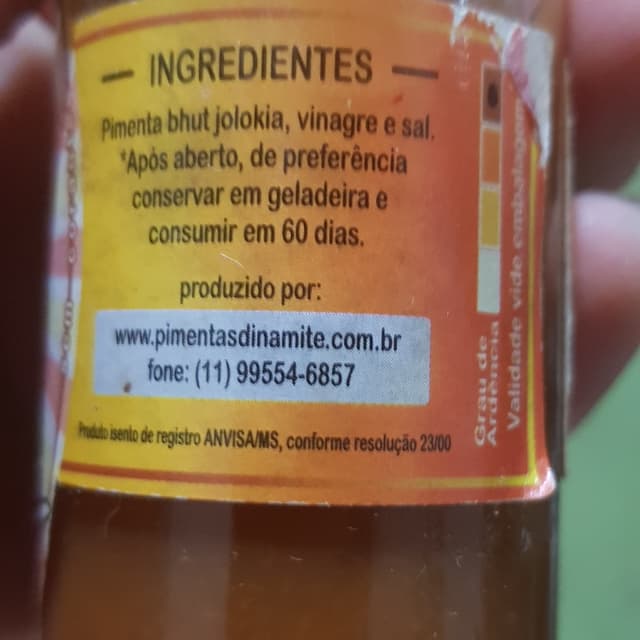 INGREDIENTES
Pimenta bhut jolokia, vinagre e sal.
*Após aberto, de preferência
conservar em geladeira e
consumir em 60 dias.
produzido por:
www.pimentasdinamite.com.br
fone: (11) 99554-6857
Produto isento de registro ANVISA/MS, conforme resolução 23/00
Grau de
Ardência
Validade vide embalagem